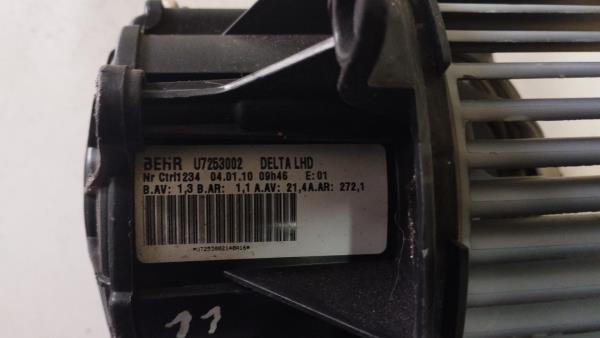 BEHR U7253002 DELTA LHD
Nr Ctrl1234 04.01.10 09h46 E:01
B.AV: 1,3 B.AR: 1,1 A.AV: 21,4 A.AR: 272,1
11